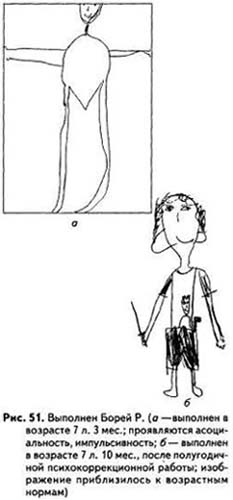 а
б
Рис. 51. Выполнен Борей Р. (а —выполнен в
возрасте 7 л. 3 мес.; проявляются асоци-
альность, импульсивность; б — выполнен
в возрасте 7 л. 10 мес., после полугодич-
ной психокоррекционной работы; изоб-
ражение приблизилось к возрастным
нормам)